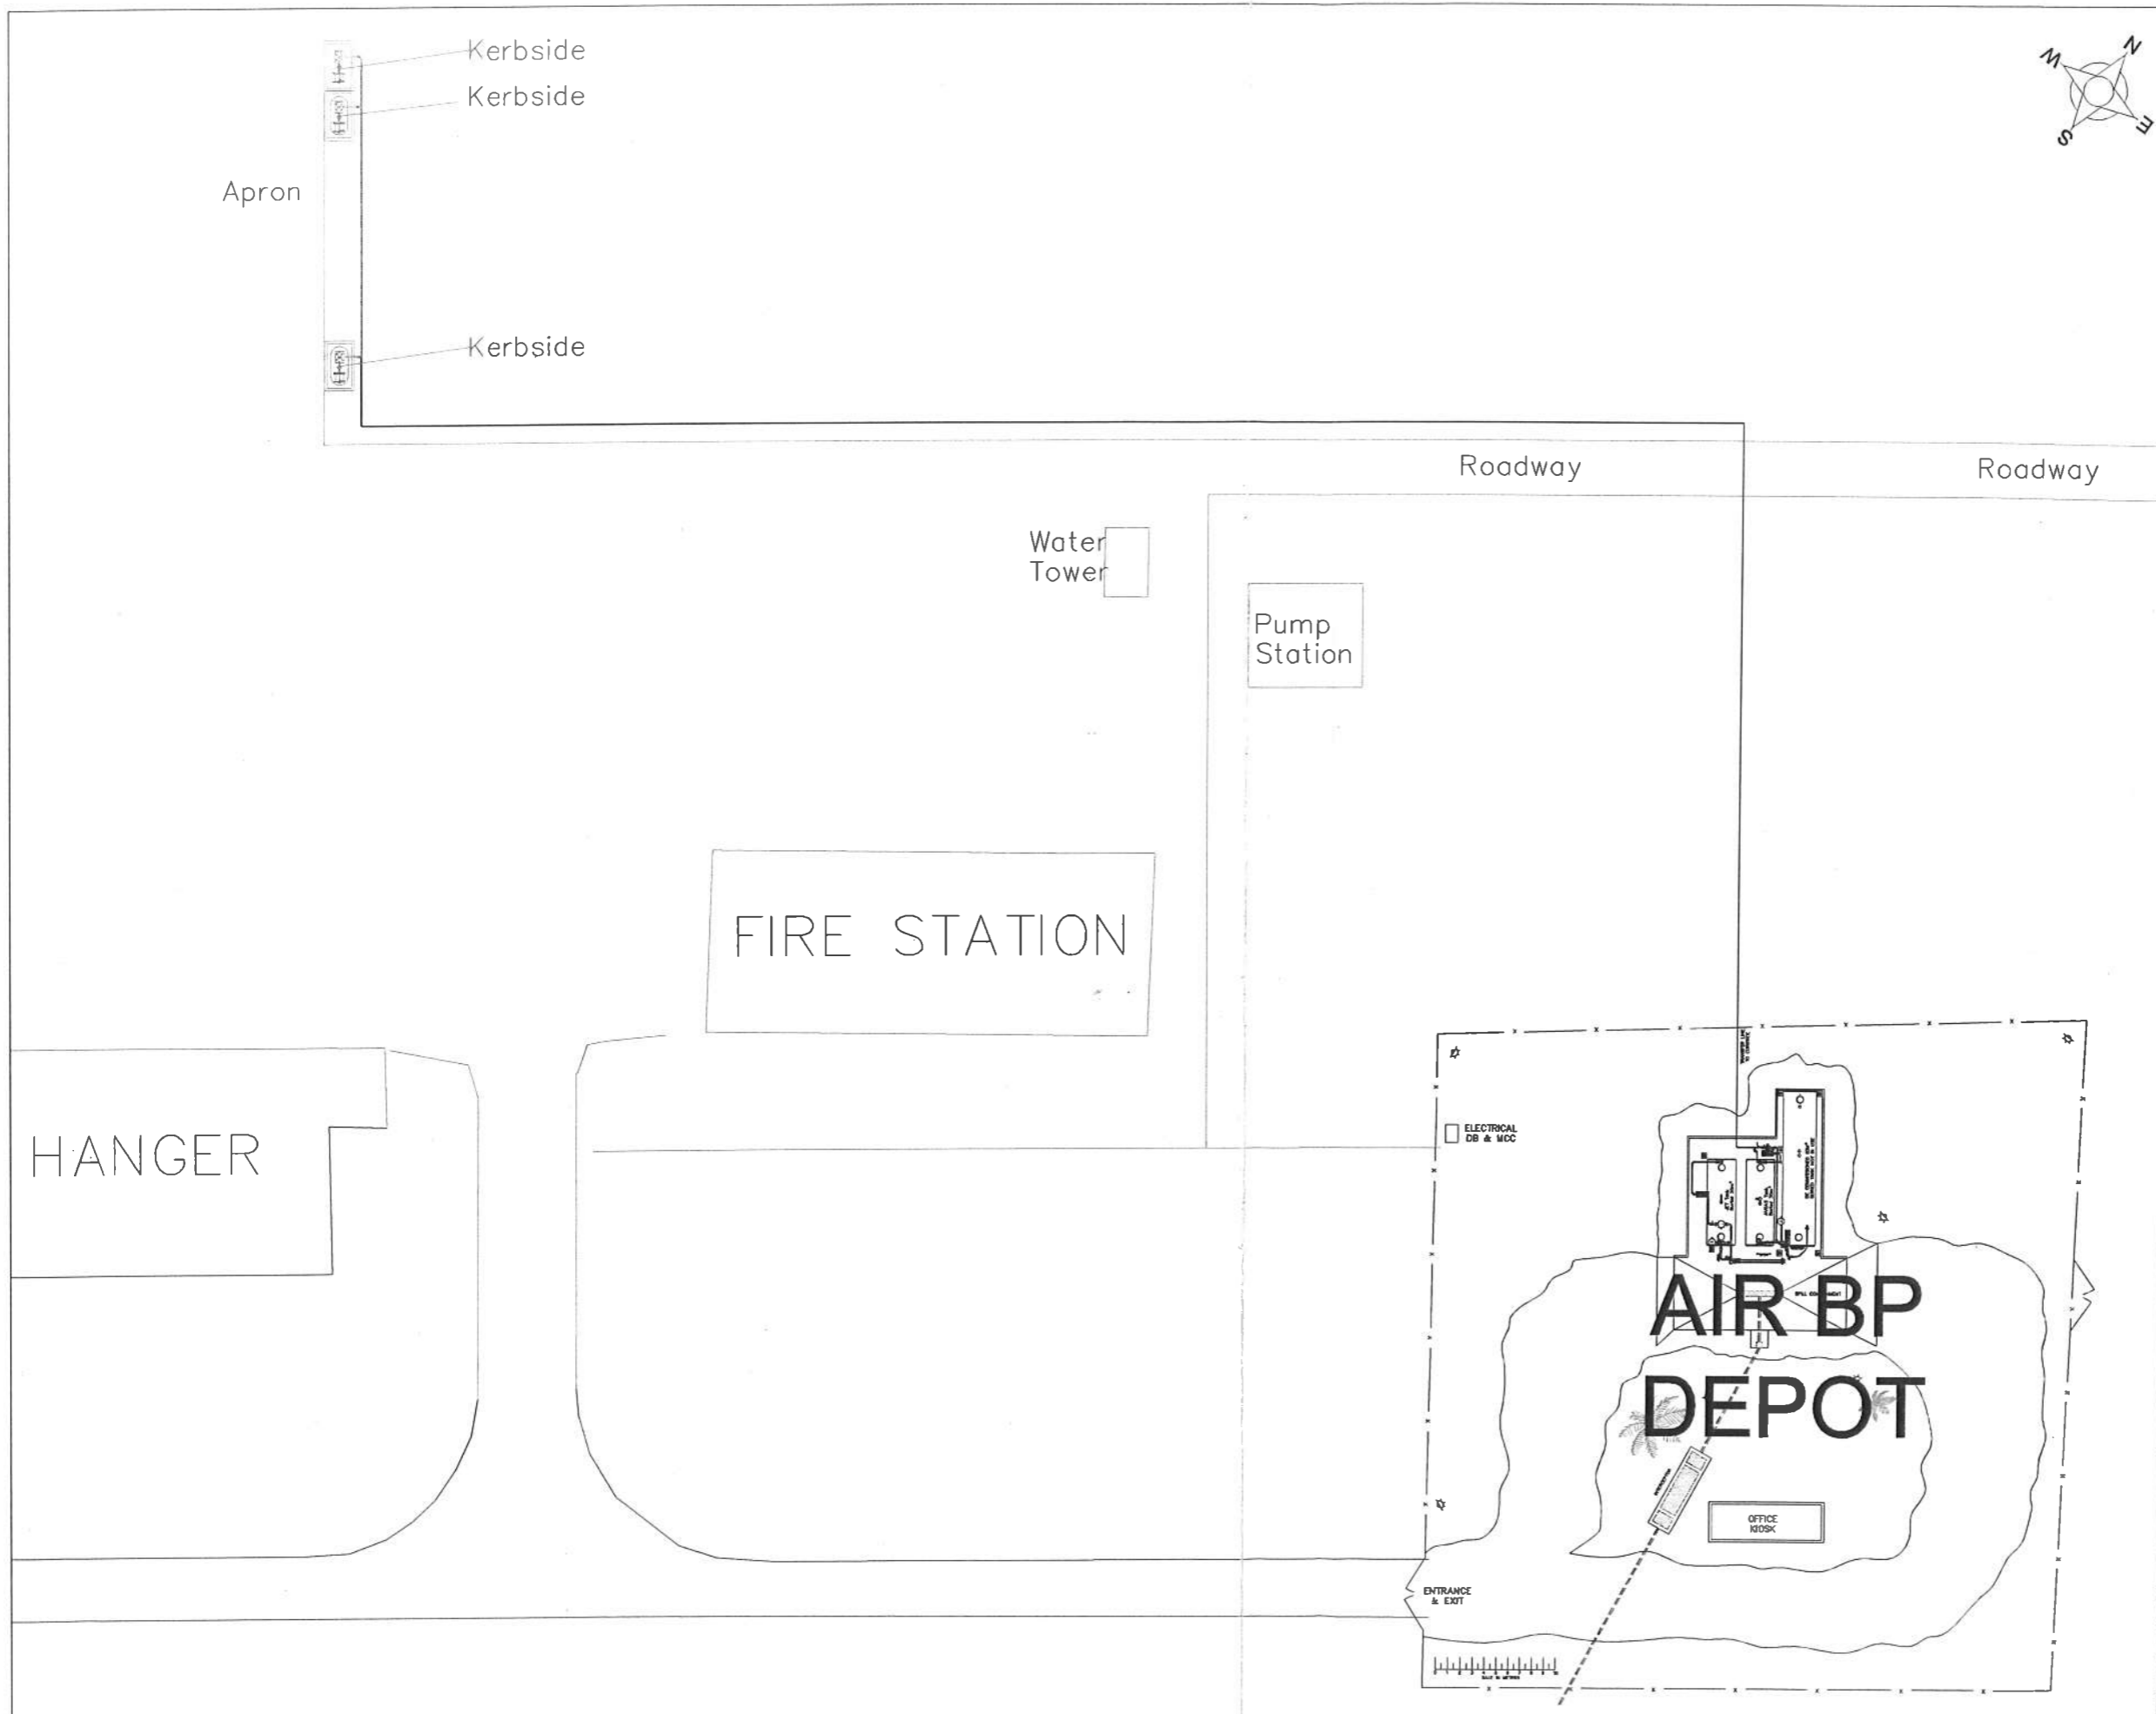 Kerbside
Kerbside
N
W
E
S
Apron
Kerbside
Roadway
Roadway
Water
Tower
Pump
Station
FIRE STATION
HANGER
ELECTRICAL
DB & MCC
AIR BP
DEPOT
OFFICE
KIOSK
ENTRANCE
& EXIT